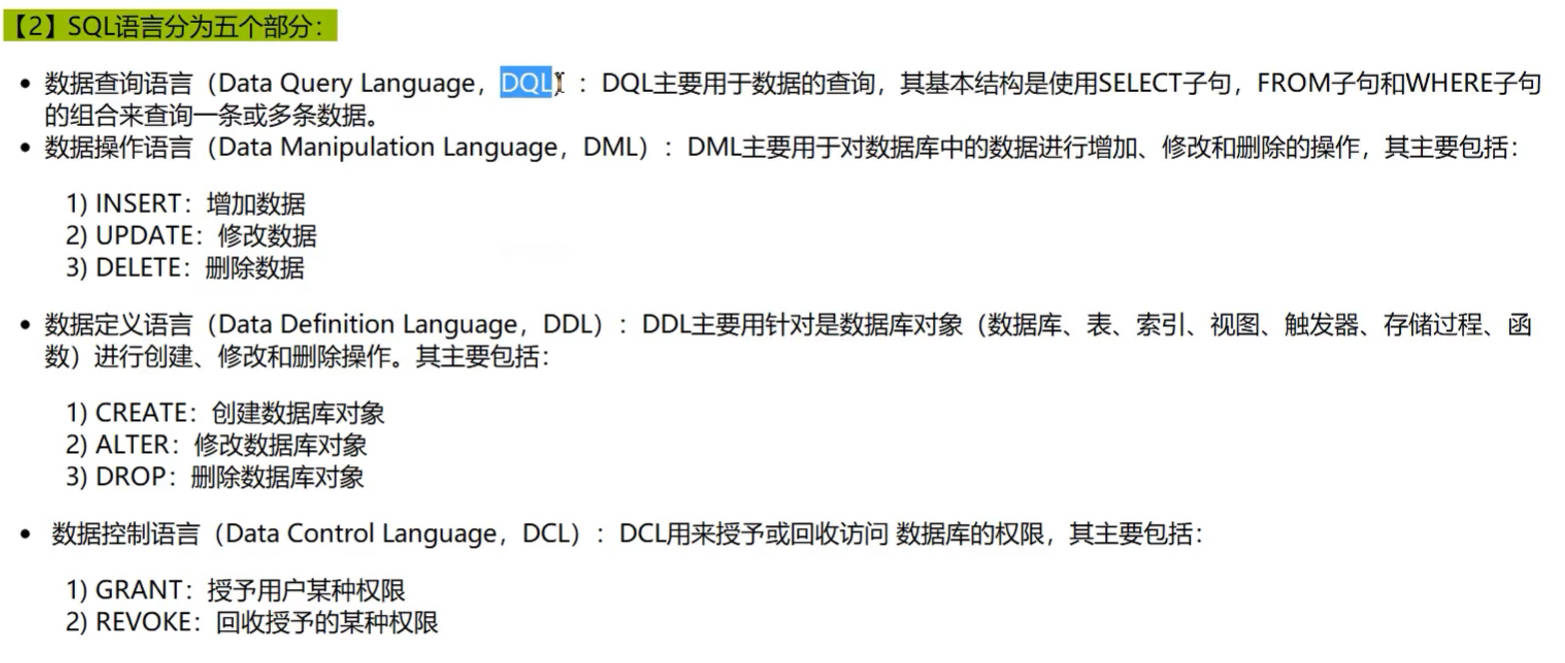 【2】SQL语言分为五个部分：
• 数据查询语言（Data Query Language，DQL）：DQL主要用于数据的查询，其基本结构是使用SELECT子句，FROM子句和WHERE子句
的组合来查询一条或多条数据。
• 数据操作语言（Data Manipulation Language，DML）：DML主要用于对数据库中的数据进行增加、修改和删除的操作，其主要包括：
1) INSERT：增加数据
2) UPDATE：修改数据
3) DELETE：删除数据
• 数据定义语言（Data Definition Language，DDL）：DDL主要用针对是数据库对象（数据库、表、索引、视图、触发器、存储过程、函
数）进行创建、修改和删除操作。其主要包括：
1) CREATE：创建数据库对象
2) ALTER：修改数据库对象
3) DROP：删除数据库对象
• 数据控制语言（Data Control Language，DCL）：DCL用来授予或回收访问 数据库的权限，其主要包括：
1) GRANT：授予用户某种权限
2) REVOKE：回收授予的某种权限